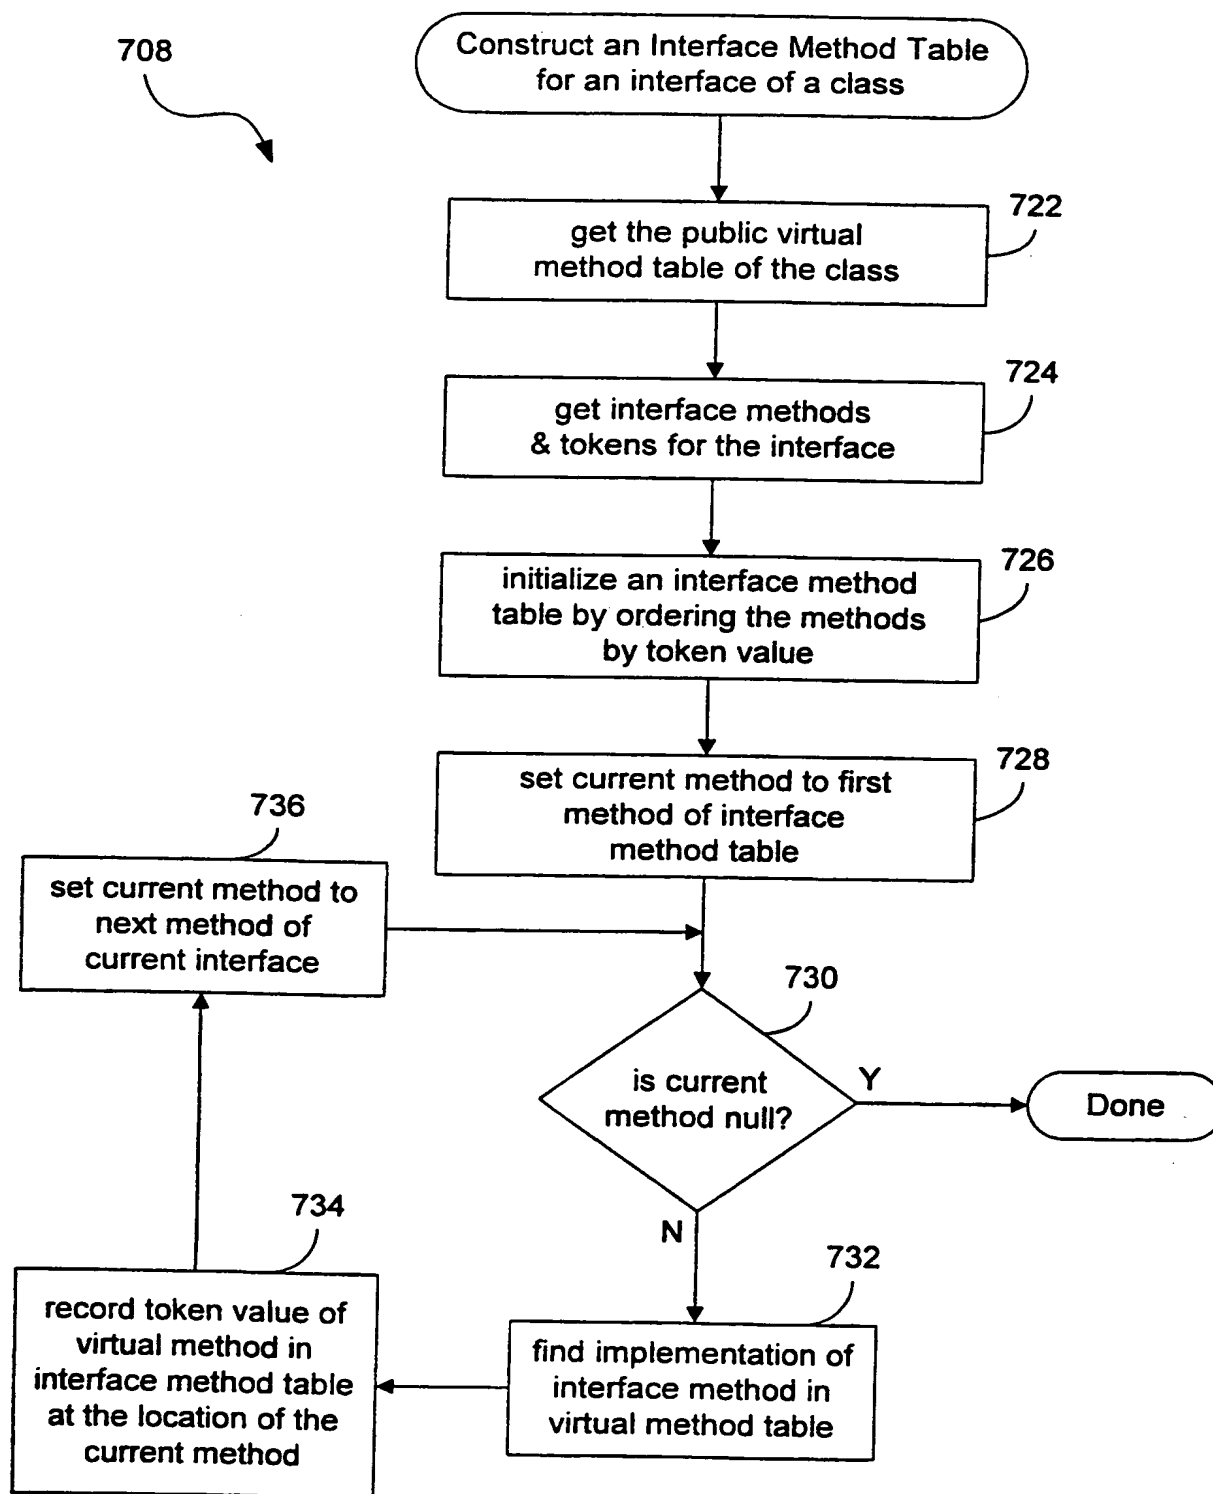 708
Construct an Interface Method Table
for an interface of a class
722
get the public virtual
method table of the class
724
get interface methods
& tokens for the interface
726
initialize an interface method
table by ordering the methods
by token value
728
set current method to first
method of interface
method table
736
set current method to
next method of
current interface
730
is current
method null?
Y
Done
N
732
find implementation of
interface method in
virtual method table
734
record token value of
virtual method in
interface method table
at the location of the
current method